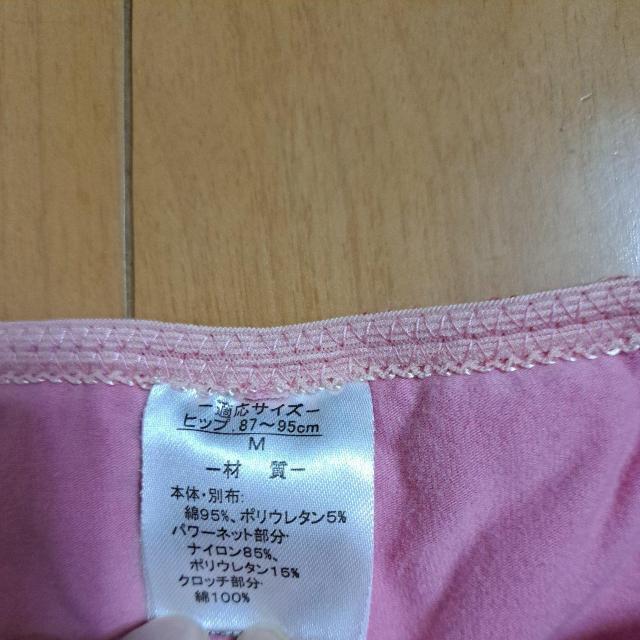 ー適応サイズー
ヒップ 87～95cm
M
ー材 質ー
本体・別布:
綿95%、ポリウレタン5%
パワーネット部分:
ナイロン85%、
ポリウレタン15%
クロッチ部分:
綿100%